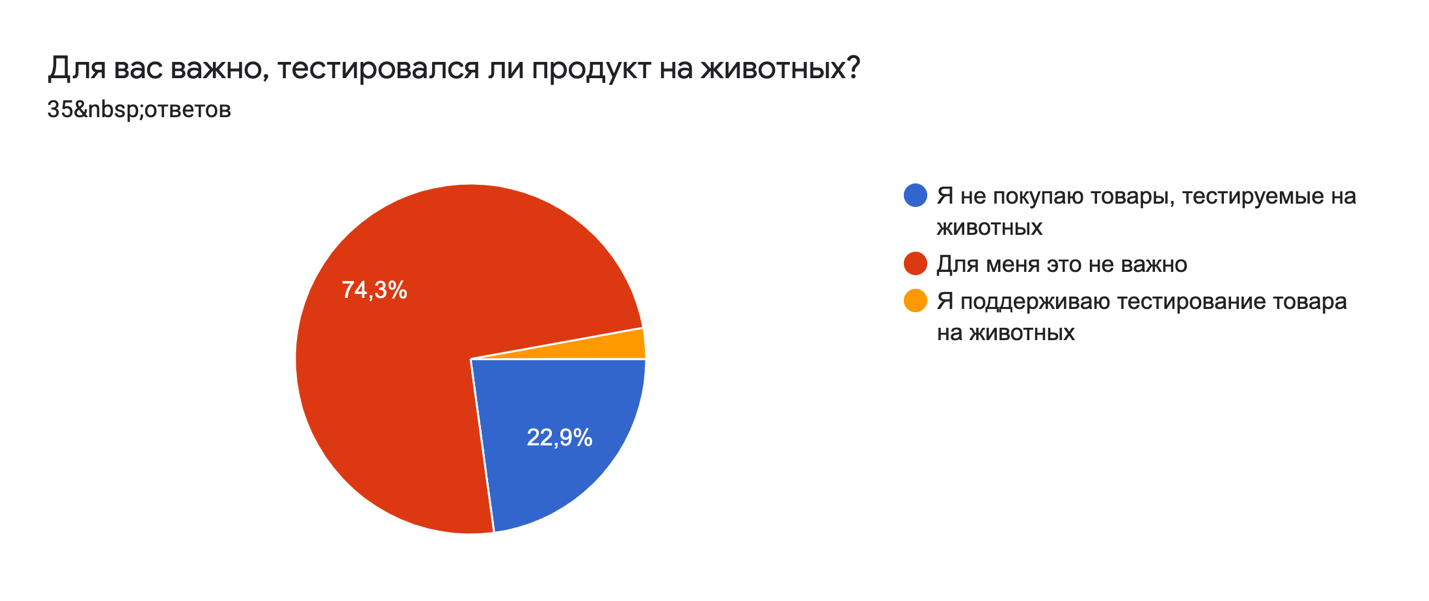 Для вас важно, тестировался ли продукт на животных?
35&nbsp;ответов
74,3%
22,9%
Я не покупаю товары, тестируемые на
животных
Для меня это не важно
Я поддерживаю тестирование товара
на животных